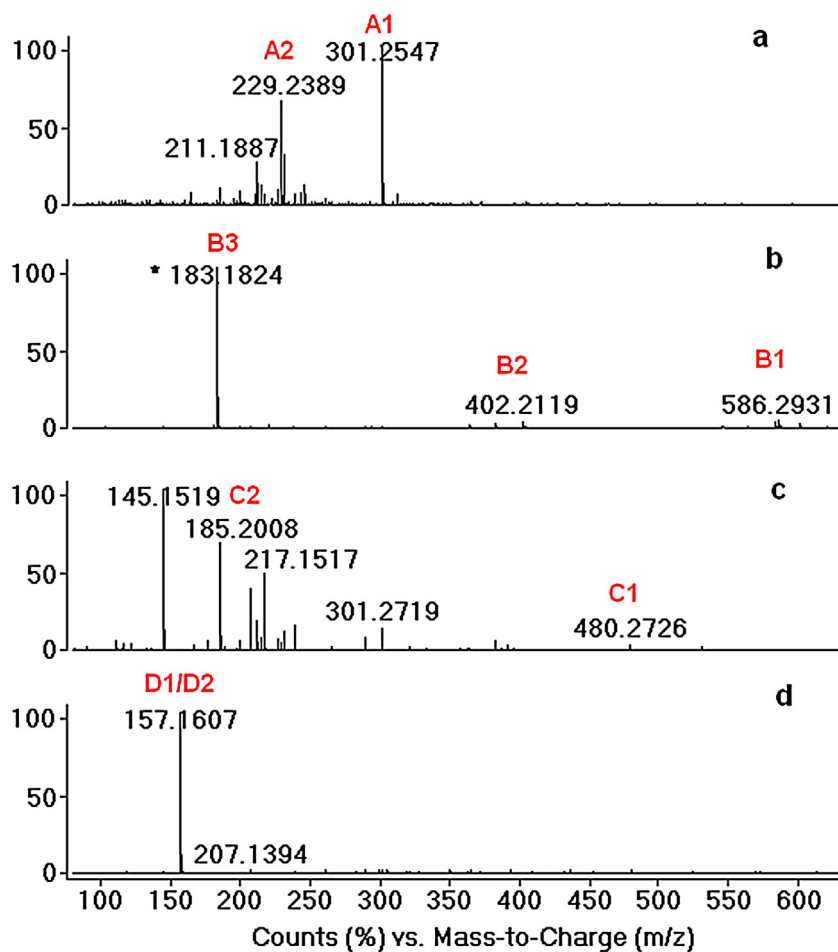 A1
A2
a
100
301.2547
229.2389
50
211.1887
0
B3
b
100
* 183.1824
50
B2
B1
402.2119
586.2931
0
c
100
145.1519
C2
185.2008
217.1517
50
C1
301.2719
480.2726
0
D1/D2
d
100
157.1607
50
207.1394
0
100 150 200 250 300 350 400 450 500 550 600
Counts (%) vs. Mass-to-Charge (m/z)